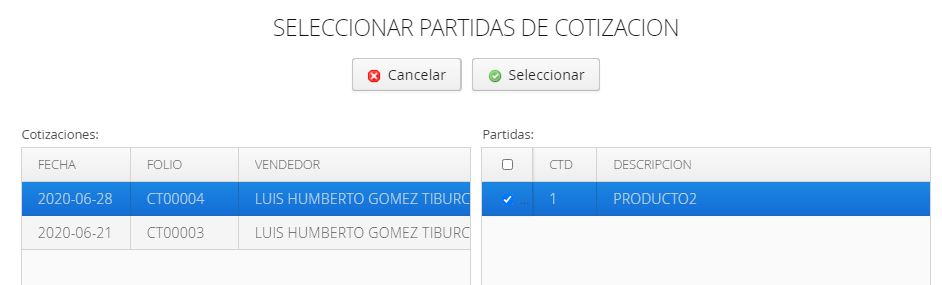 SELECCIONAR PARTIDAS DE COTIZACION
Cancelar Seleccionar
Cotizaciones: Partidas:
FECHA FOLIO VENDEDOR CTD DESCRIPCION
2020-06-28 CT00004 LUIS HUMBERTO GOMEZ TIBURC ... 1 PRODUCTO2
2020-06-21 CT00003 LUIS HUMBERTO GOMEZ TIBURC